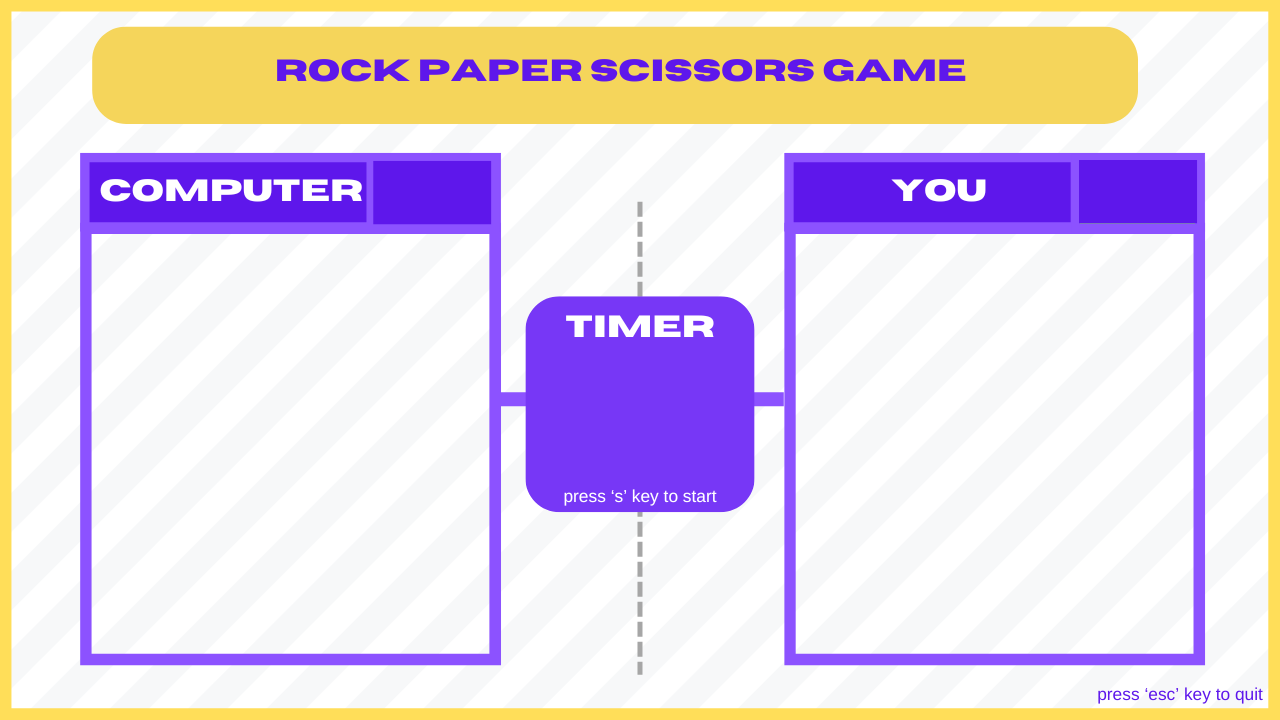 ROCK PAPER SCISSORS GAME
COMPUTER
YOU
TIMER
press ‘s’ key to start
press ‘esc’ key to quit